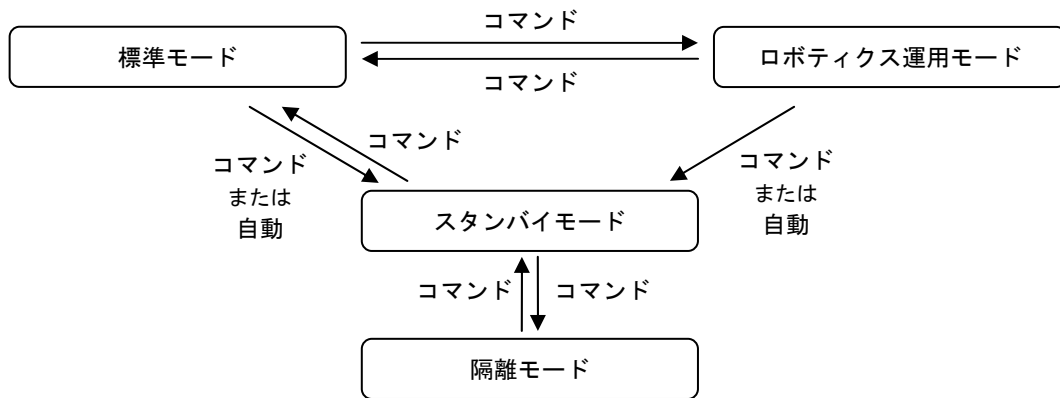 コマンド
標準モード
ロボティクス運用モード
コマンド
コマンド
コマンド
または
自動
コマンド
または
自動
スタンバイモード
コマンド
コマンド
隔離モード